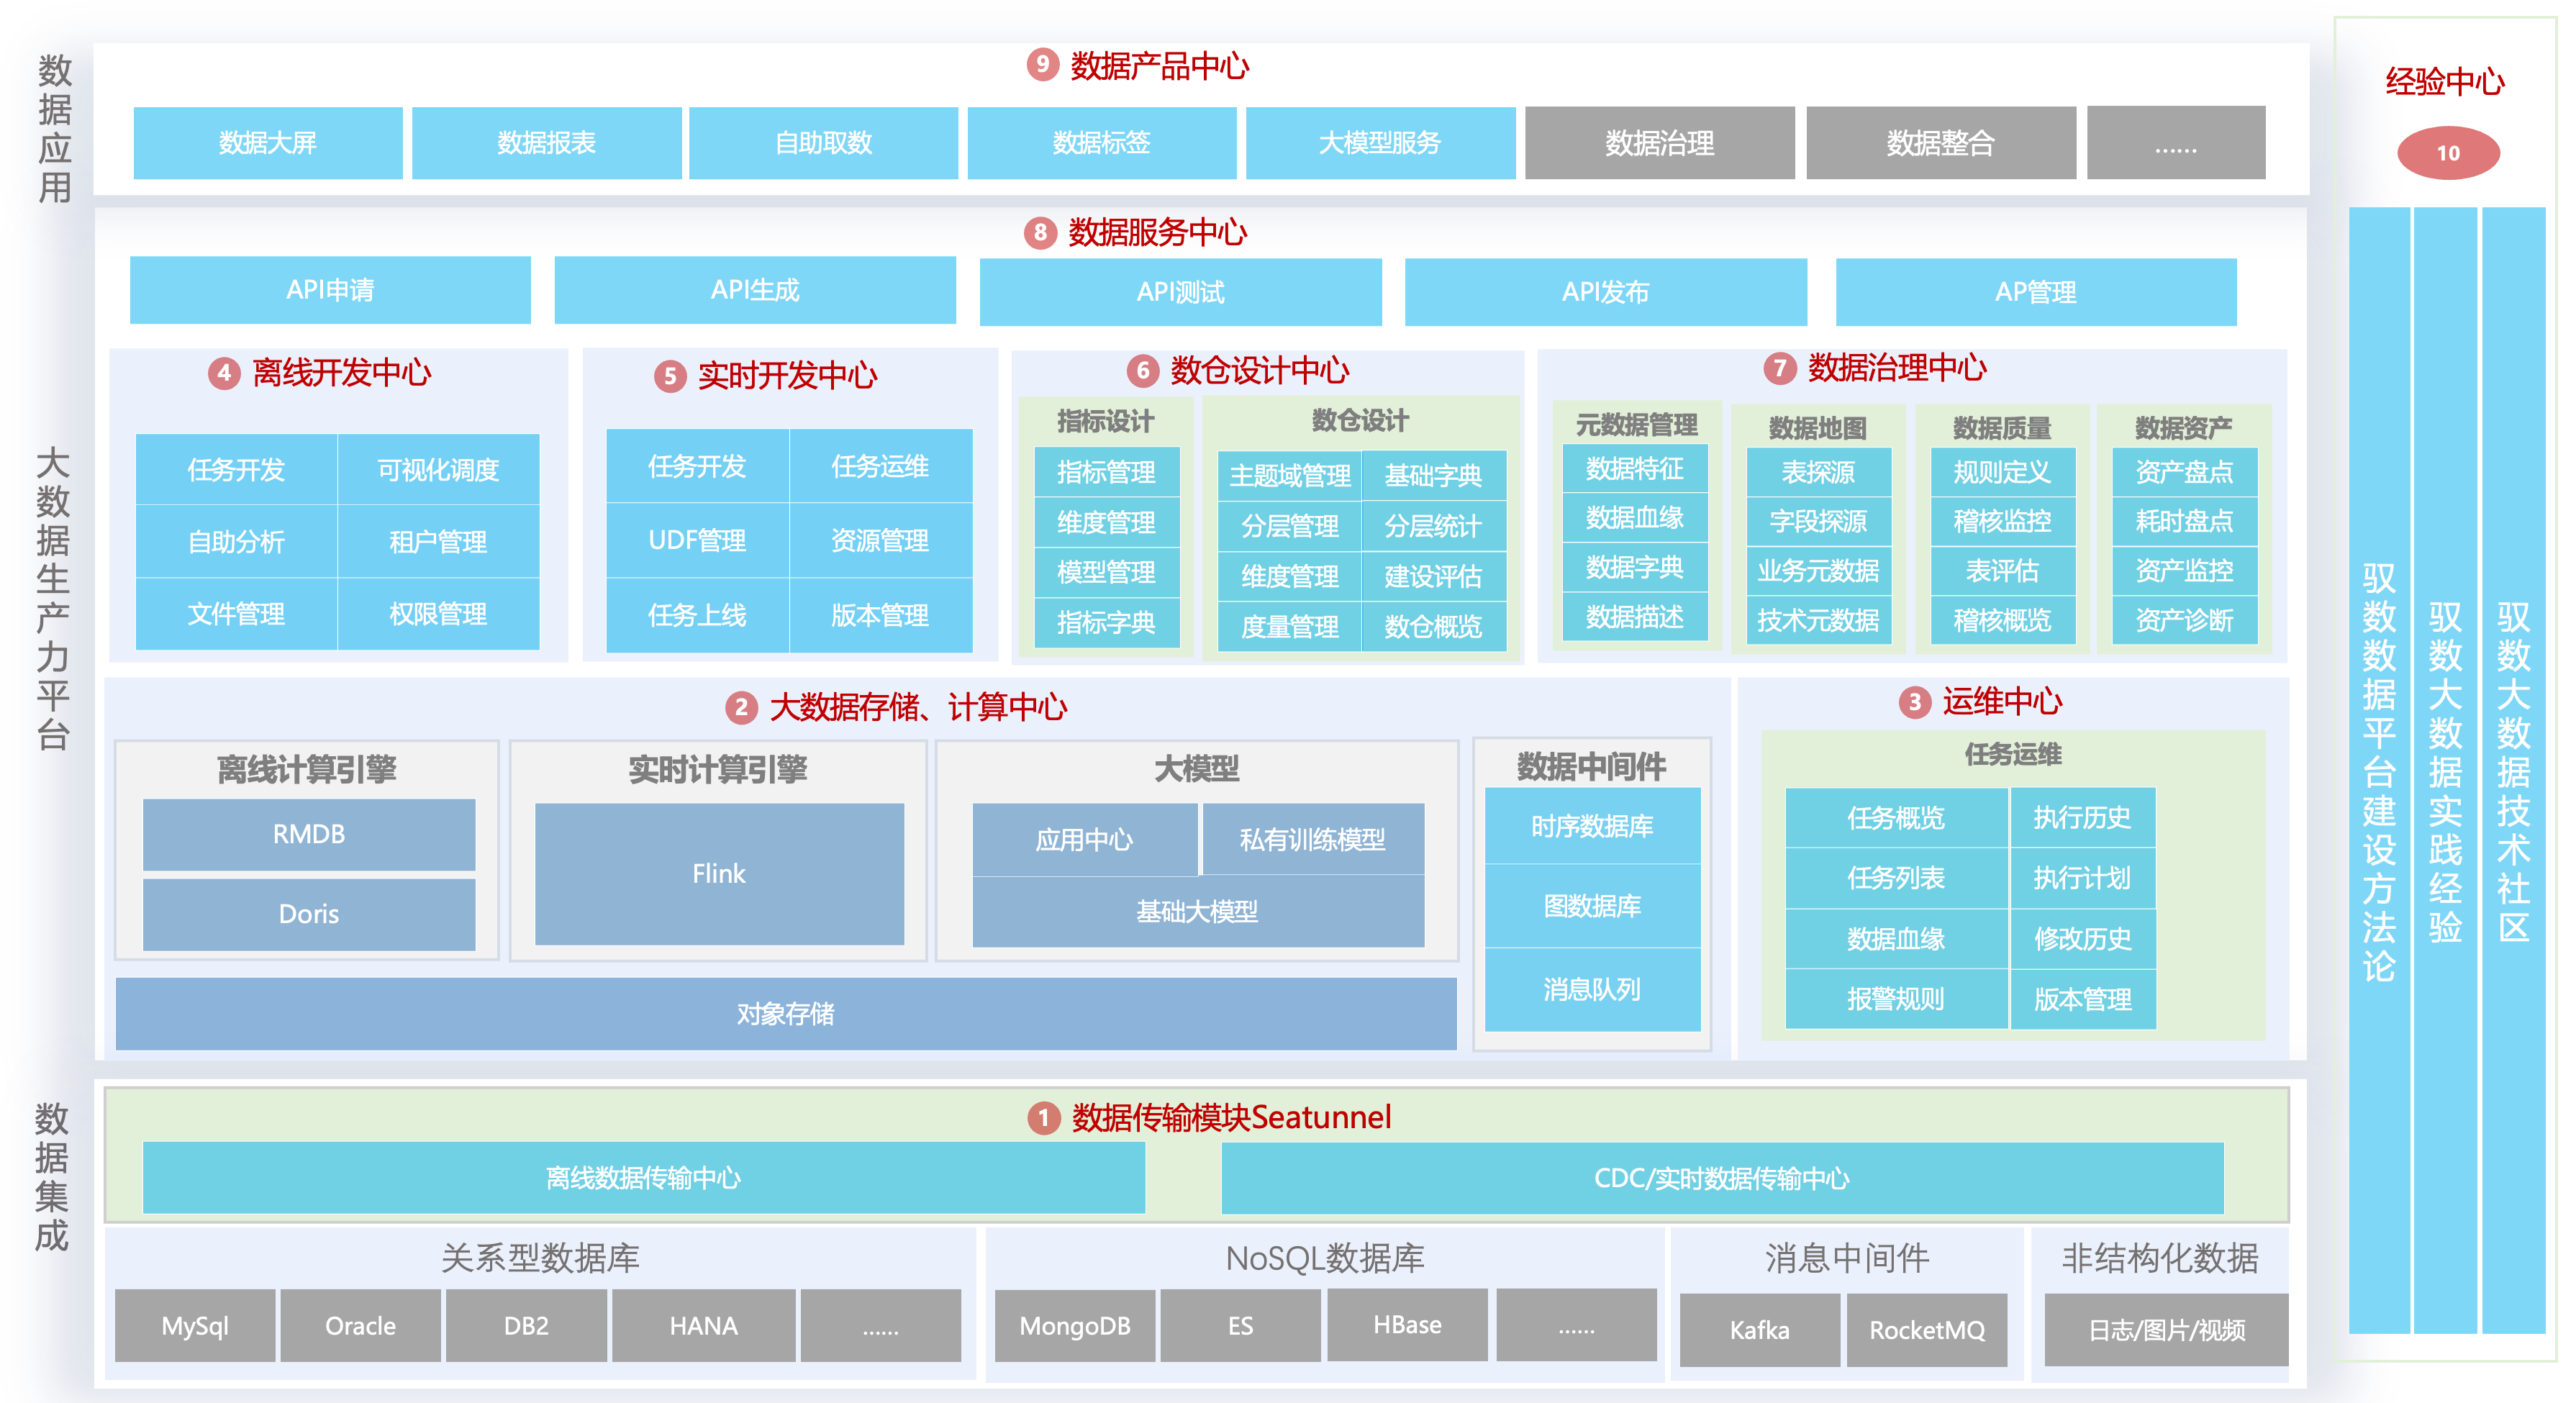 数据应用
9 数据产品中心
数据大屏 数据报表 自助取数 数据标签 大模型服务 数据治理 数据整合 ......
大数据生产力平台
8 数据服务中心
API申请 API生成 API测试 API发布 AP管理
4 离线开发中心
任务开发 可视化调度
自助分析 租户管理
文件管理 权限管理
5 实时开发中心
任务开发 任务运维
UDF管理 资源管理
任务上线 版本管理
6 数仓设计中心
指标设计
指标管理
维度管理
模型管理
指标字典
数仓设计
主题域管理 基础字典
分层管理 分层统计
维度管理 建设评估
度量管理 数仓概览
7 数据治理中心
元数据管理
数据特征
数据血缘
数据字典
数据描述
数据地图
表探源
字段探源
业务元数据
技术元数据
数据质量
规则定义
稽核监控
表评估
稽核概览
数据资产
资产盘点
耗时盘点
资产监控
资产诊断
2 大数据存储、计算中心
离线计算引擎
RMDB
Doris
实时计算引擎
Flink
大模型
应用中心 私有训练模型
基础大模型
对象存储
数据中间件
时序数据库
图数据库
消息队列
3 运维中心
任务运维
任务概览 执行历史
任务列表 执行计划
数据血缘 修改历史
报警规则 版本管理
数据集成
1 数据传输模块Seatunnel
离线数据传输中心 CDC/实时数据传输中心
关系型数据库
MySql Oracle DB2 HANA ......
NoSQL数据库
MongoDB ES HBase ......
消息中间件
Kafka RocketMQ
非结构化数据
日志/图片/视频
经验中心
10
驭数数据平台建设方法论
驭数大数据实践经验
驭数大数据技术社区